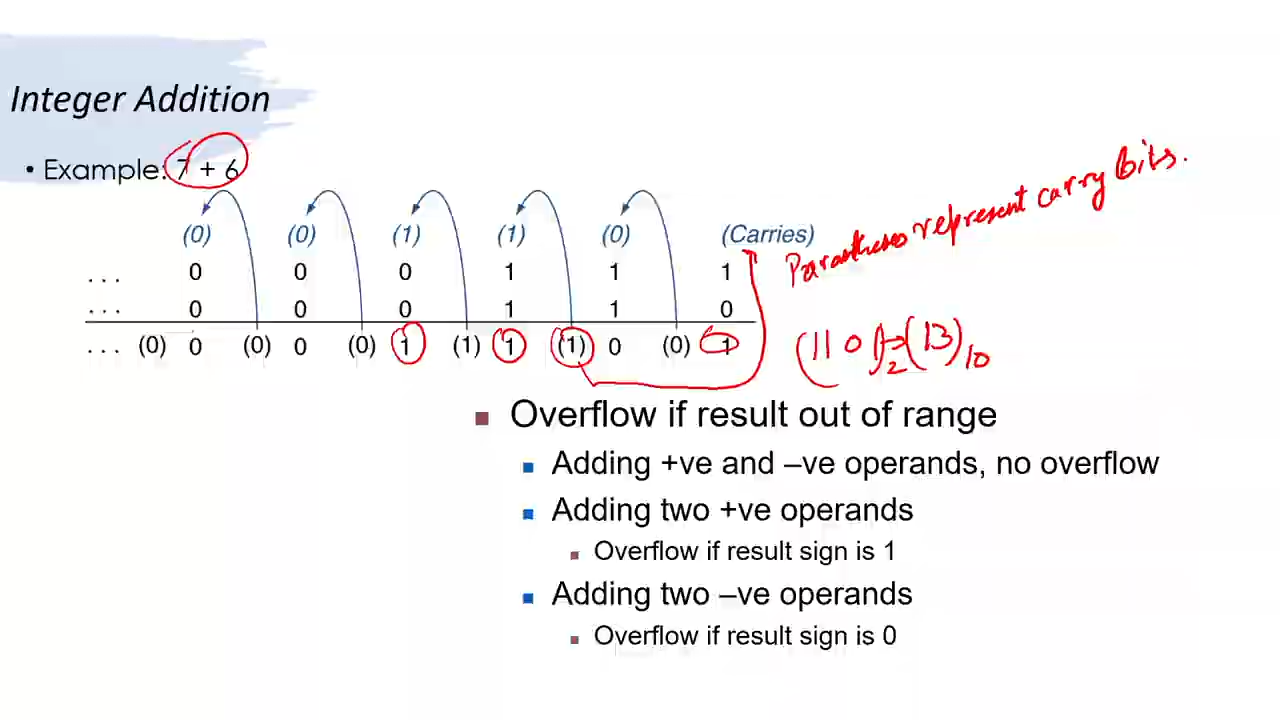 Integer Addition
• Example: 7 + 6
Parantheses represent carry bits.
(0) (0) (1) (1) (0) (Carries)
. . . 0 0 0 1 1 1
. . . 0 0 0 1 1 0
. . . (0) 0 (0) 0 (0) 1 (1) 1 (1) 0 (0) 1
(1101)₂ → (13)₁₀
■ Overflow if result out of range
■ Adding +ve and –ve operands, no overflow
■ Adding two +ve operands
■ Overflow if result sign is 1
■ Adding two –ve operands
■ Overflow if result sign is 0